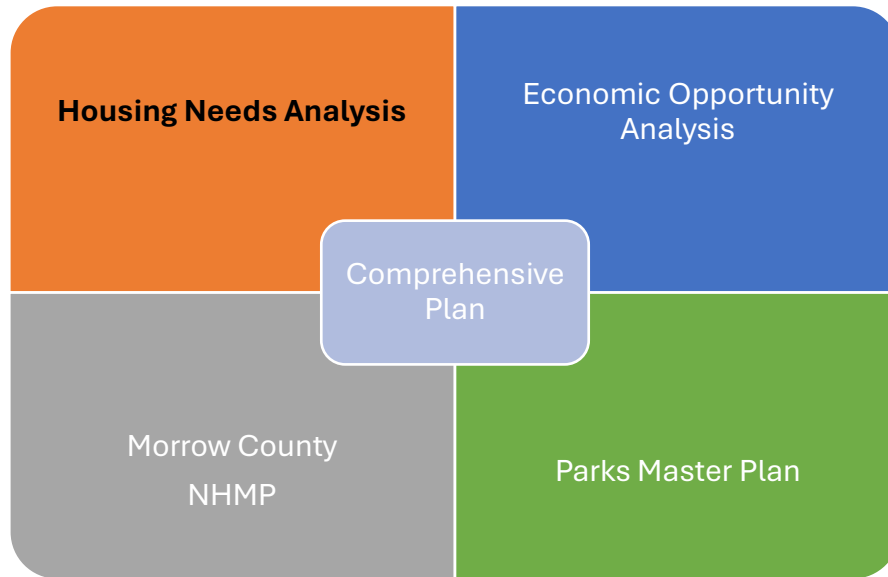 Housing Needs Analysis
Economic Opportunity
Analysis
Comprehensive
Plan
Morrow County
NHMP
Parks Master Plan